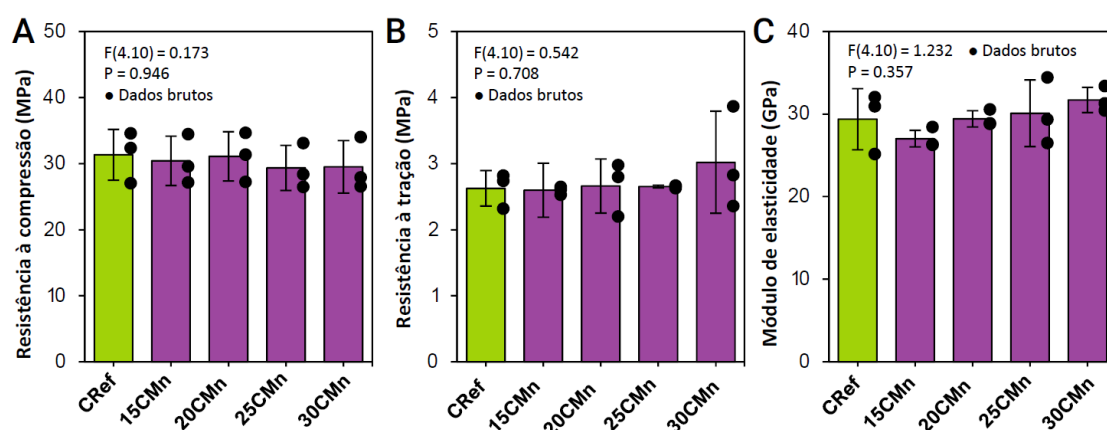 A
Resistência à compressão (MPa)
50
40
30
20
10
0
F(4.10) = 0.173
P = 0.946
● Dados brutos
CRef
15CMn
20CMn
25CMn
30CMn
B
Resistência à tração (MPa)
5
4
3
2
1
0
F(4.10) = 0.542
P = 0.708
● Dados brutos
CRef
15CMn
20CMn
25CMn
30CMn
C
Módulo de elasticidade (GPa)
40
30
20
10
0
F(4.10) = 1.232 ● Dados brutos
P = 0.357
CRef
15CMn
20CMn
25CMn
30CMn